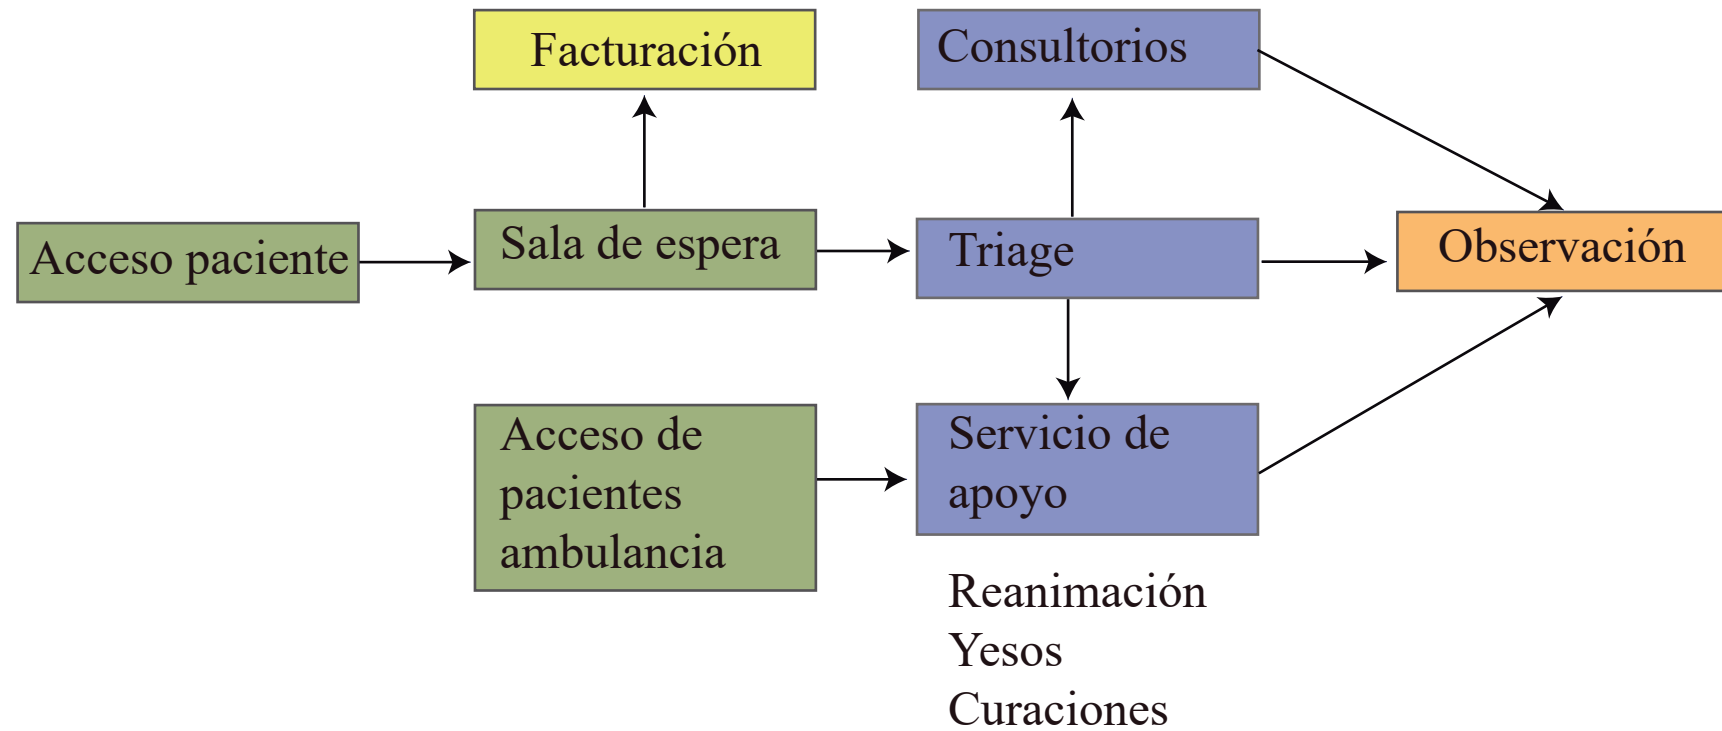 Facturación
Consultorios
Acceso paciente
Sala de espera
Triage
Observación
Acceso de
pacientes
ambulancia
Servicio de
apoyo
Reanimación
Yesos
Curaciones